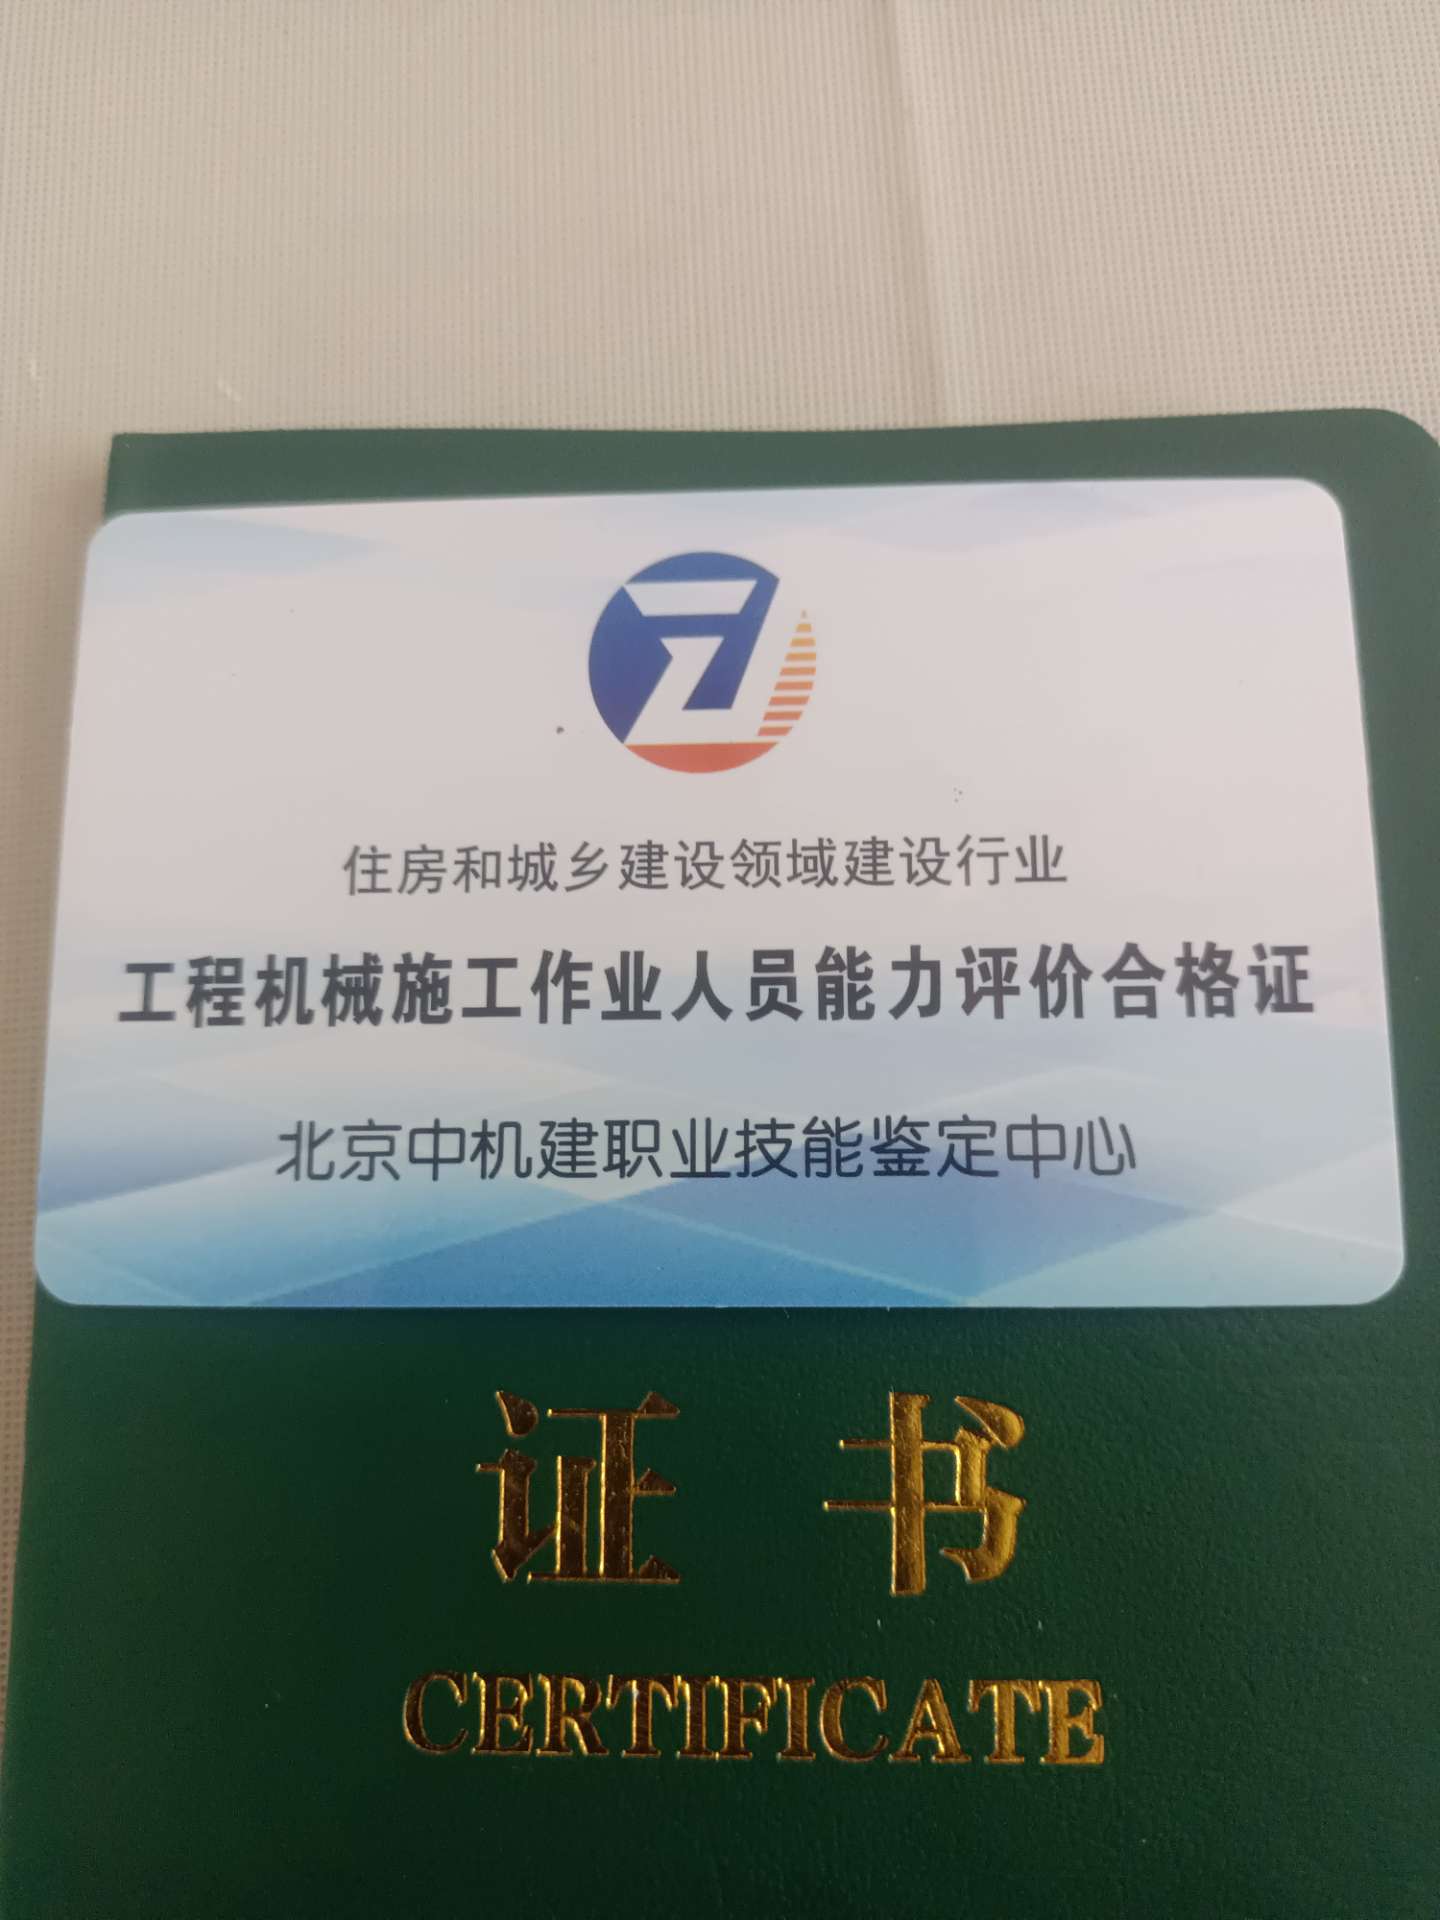 住房和城乡建设领域建设行业
工程机械施工作业人员能力评价合格证
北京中机建职业技能鉴定中心
证书
CERTIFICATE